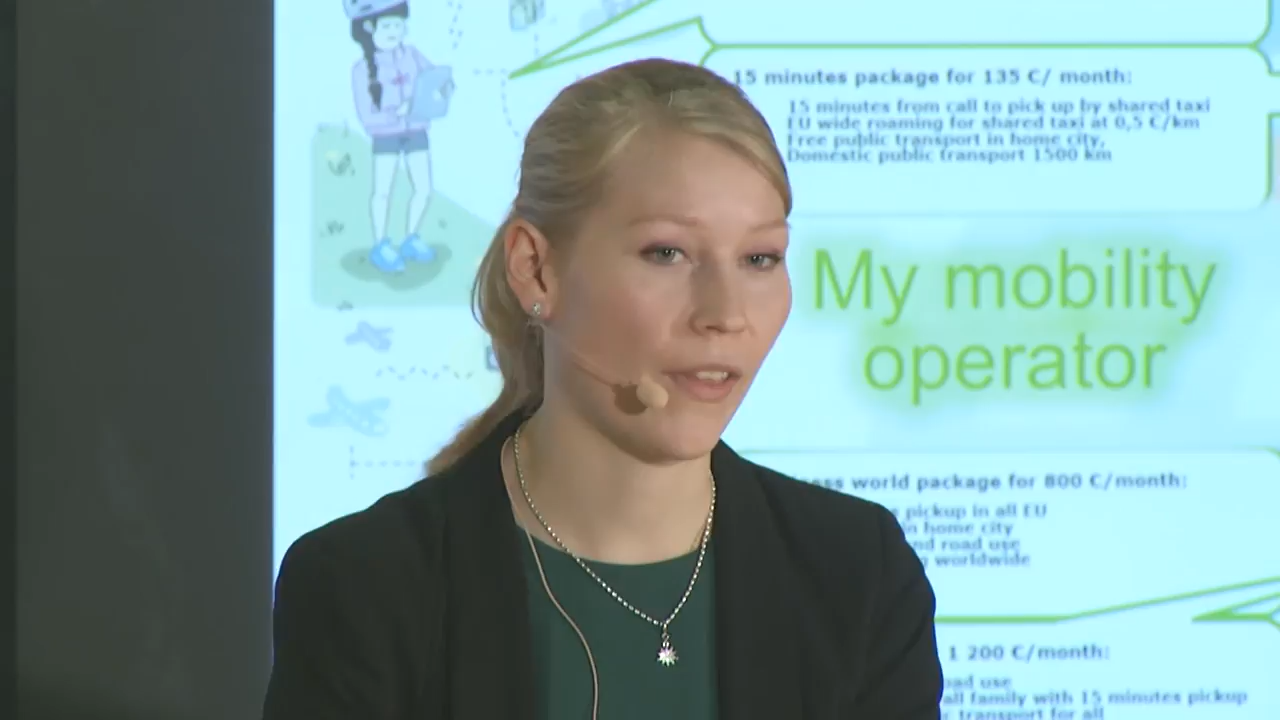 15 minutes package for 135 €/ month:
15 minutes from call to pick up by shared taxi
EU wide roaming for shared taxi at 0,5 €/km
Free public transport in home city,
Domestic public transport 1500 km
My mobility
operator
world package for 800 €/month:
pickup in all EU
in home city
road use
worldwide
1 200 €/month:
use
all family with 15 minutes pickup
transport for all